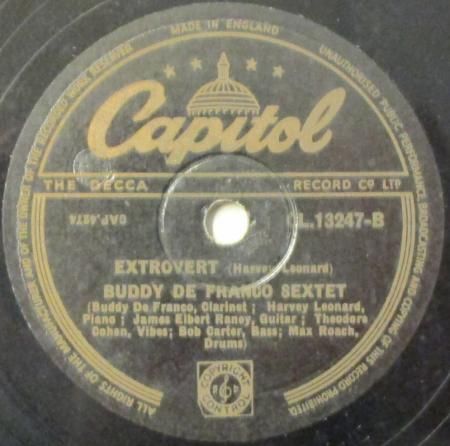 MADE IN ENGLAND
ALL RIGHTS OF THE MANUFACTURER AND OF THE OWNER OF THE RECORDED WORK RESERVED
UNAUTHORISED PUBLIC PERFORMANCE BROADCASTING AND COPYING OF THIS RECORD PROHIBITED.
Capitol
THE DECCA RECORD Co LTD
CAP.4374 CL.13247-B
EXTROVERT (Harvey Leonard)
BUDDY DE FRANCO SEXTET
(Buddy De Franco, Clarinet ; Harvey Leonard,
Piano ; James Elbert Raney, Guitar ; Theodore
Cohen, Vibes; Bob Carter, Bass; Max Roach,
Drums)
COPYRIGHT
CONTROL